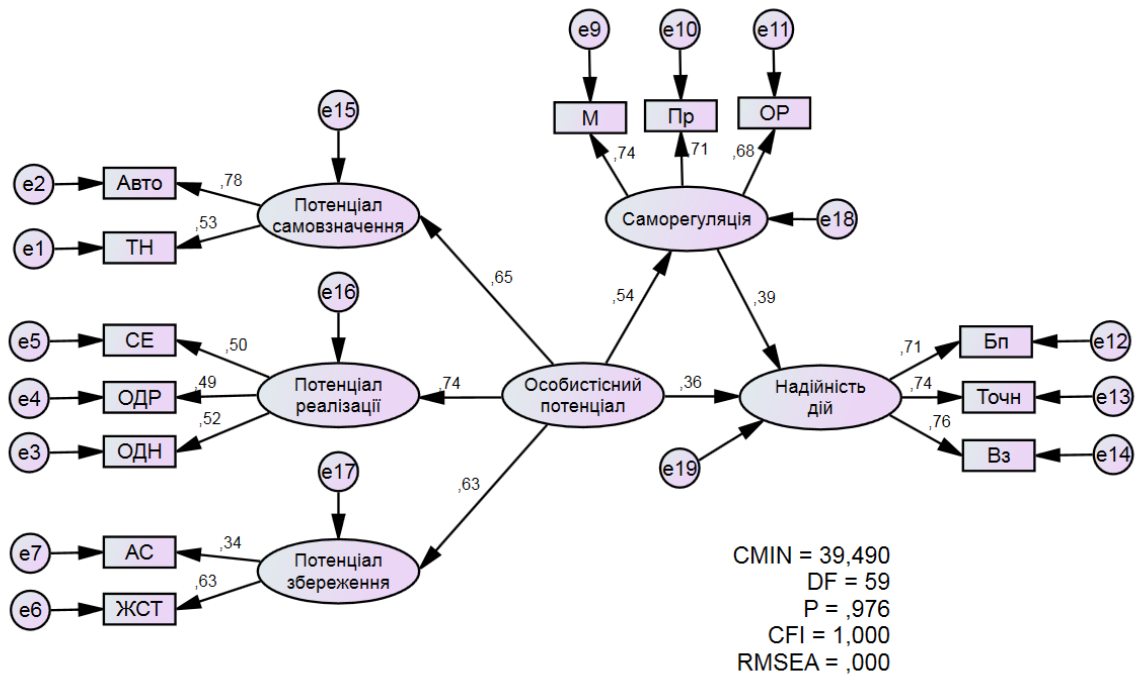 e9
e10
e11
М
Пр
ОР
,74
,71
,68
e15
e2
Авто
,78
Потенціал
самовзначення
Саморегуляція
e18
e1
ТН
,53
,65
,54
,39
e16
e5
СЕ
,50
Бп
e12
,71
e4
ОДР
,49
Потенціал
реалізації
,74
Особистісний
потенціал
,36
Надійність
дій
,74
Точн
e13
e3
ОДН
,52
,76
Вз
e14
e17
e19
,63
e7
АС
,34
Потенціал
збереження
e6
ЖСТ
,63
CMIN = 39,490
DF = 59
P = ,976
CFI = 1,000
RMSEA = ,000